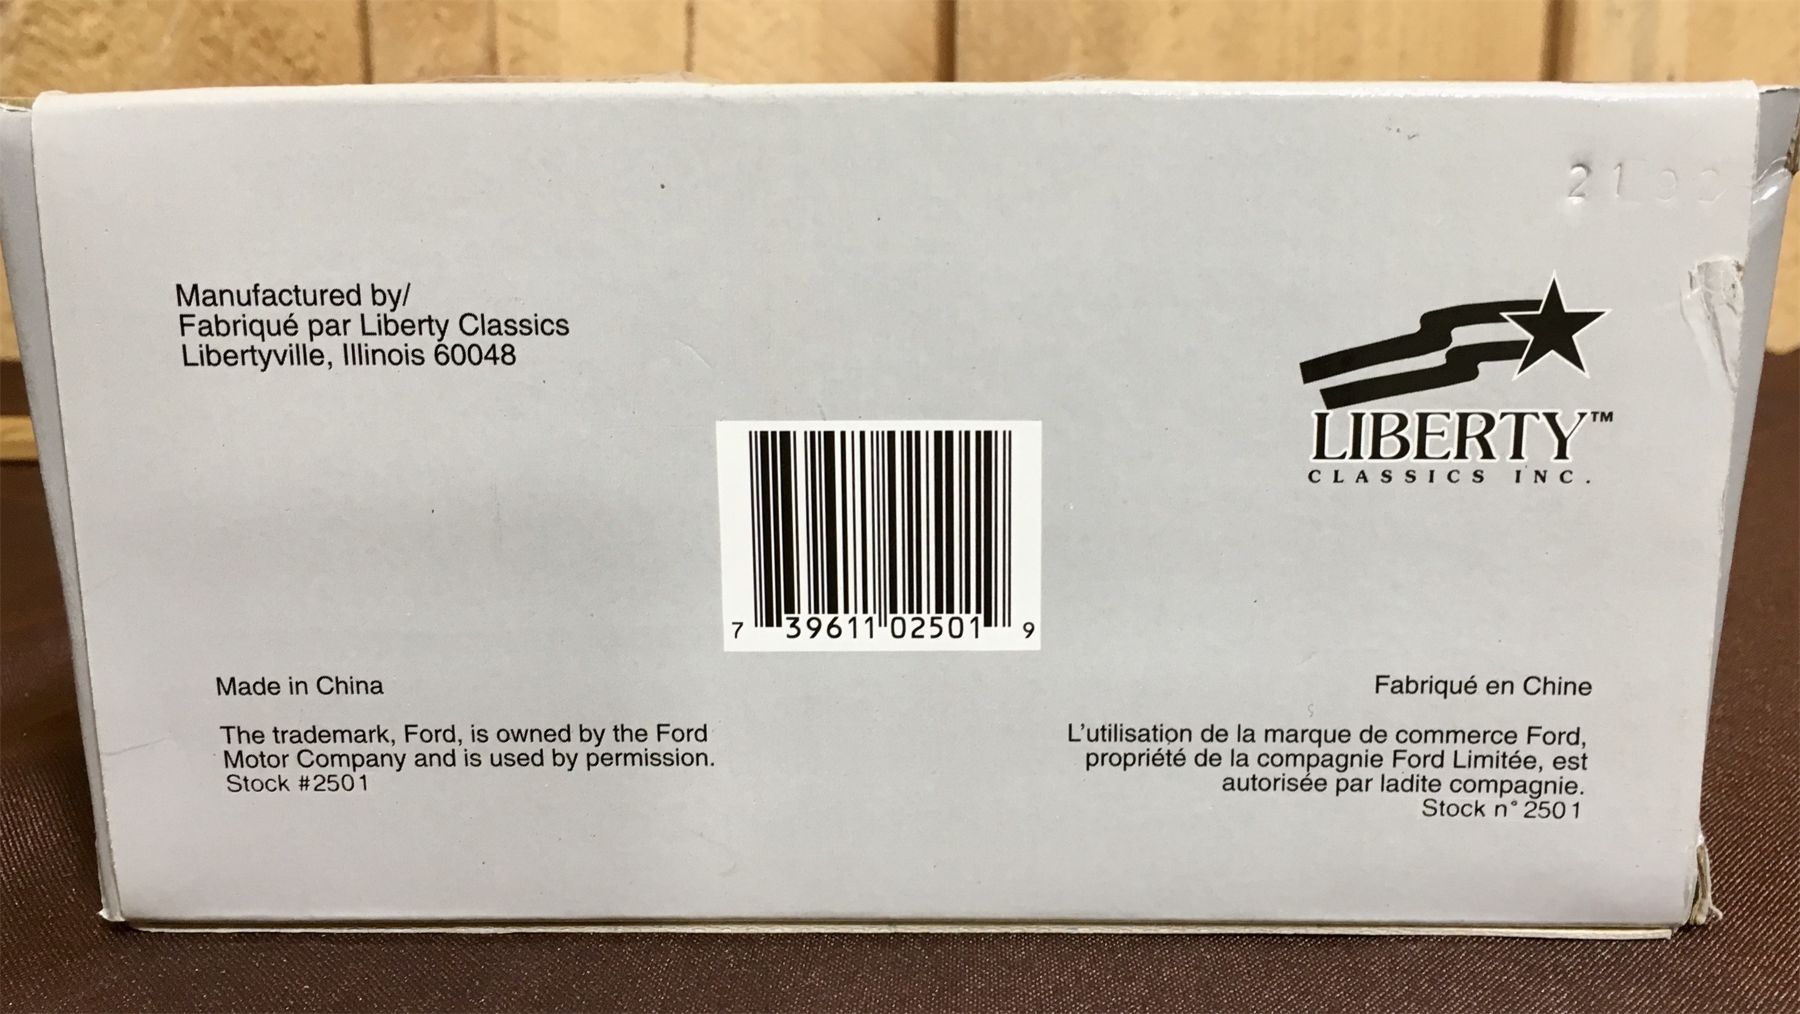 Manufactured by/
Fabriqué par Liberty Classics
Libertyville, Illinois 60048
LIBERTY™
CLASSICS INC.
7 39611 02501 9
Made in China
The trademark, Ford, is owned by the Ford
Motor Company and is used by permission.
Stock #2501
Fabriqué en Chine
L'utilisation de la marque de commerce Ford,
propriété de la compagnie Ford Limitée, est
autorisée par ladite compagnie.
Stock n° 2501